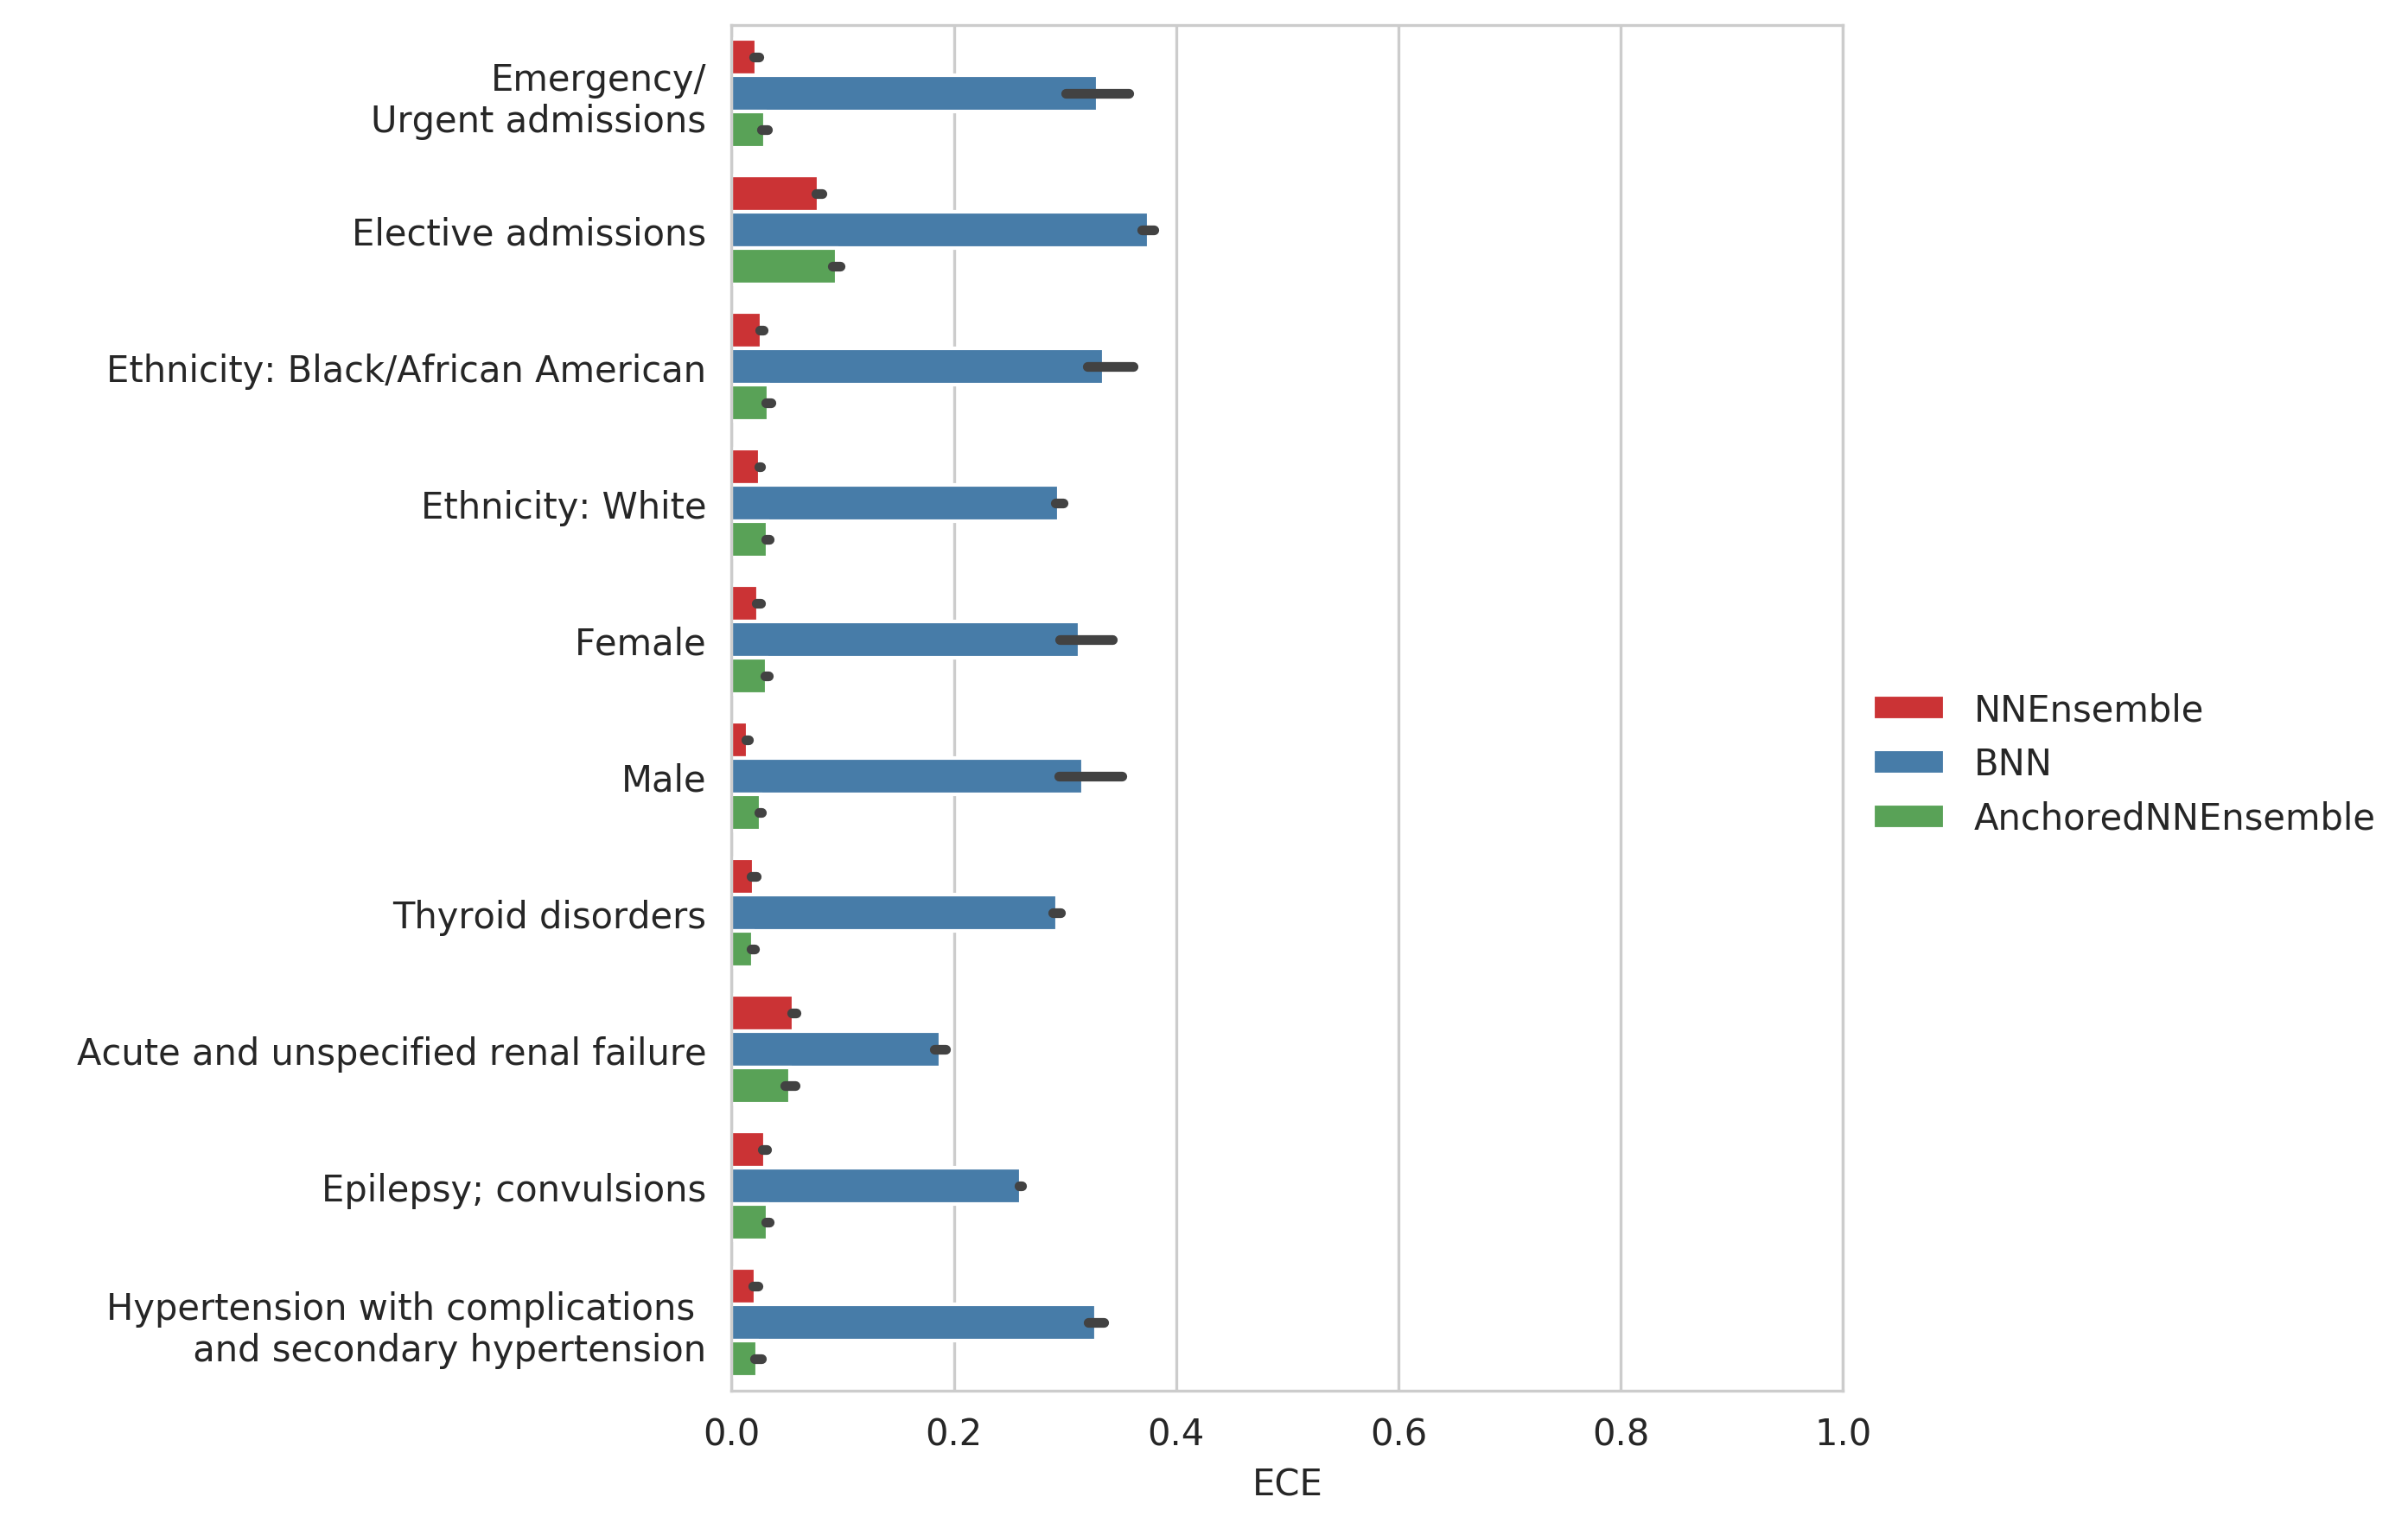 Emergency/
Urgent admissions
Elective admissions
Ethnicity: Black/African American
Ethnicity: White
Female
Male
Thyroid disorders
Acute and unspecified renal failure
Epilepsy; convulsions
Hypertension with complications
and secondary hypertension
0.0 0.2 0.4 0.6 0.8 1.0
ECE
NNEnsemble
BNN
AnchoredNNEnsemble